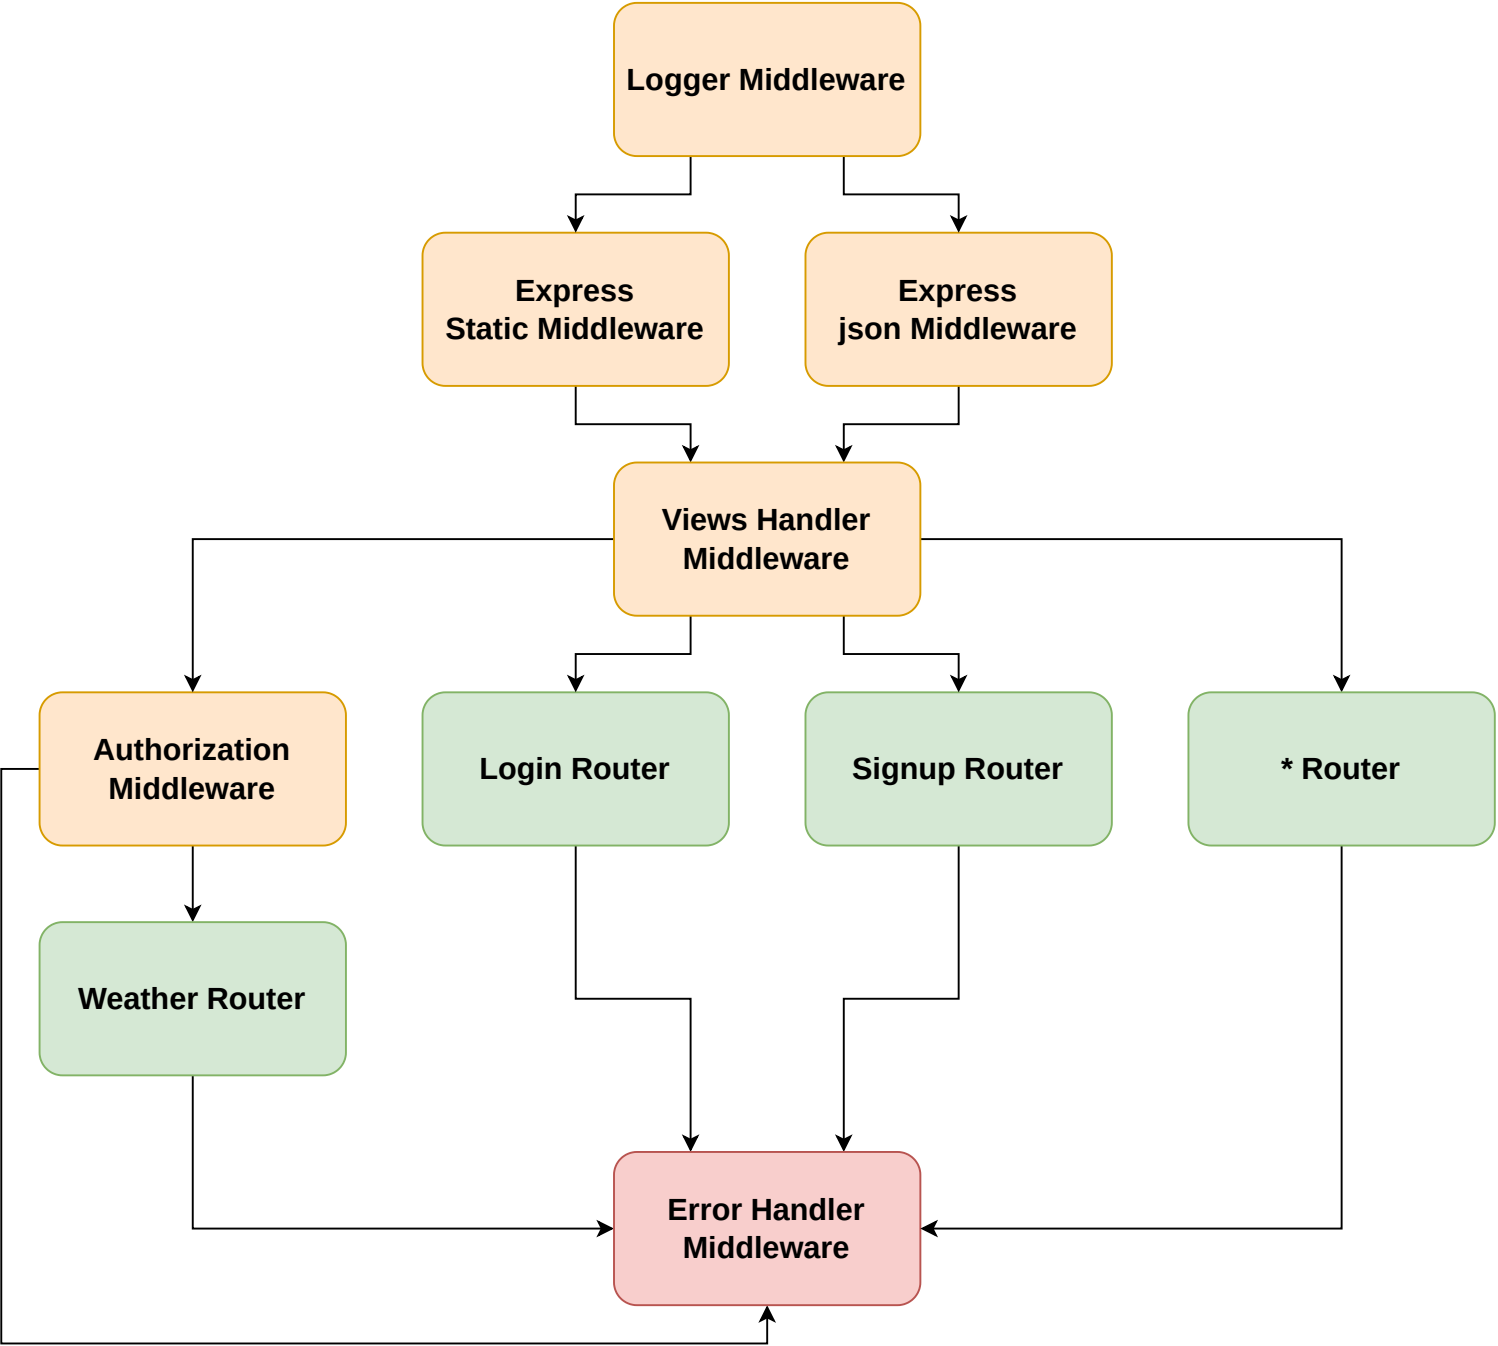 Logger Middleware
Express
Static Middleware
Express
json Middleware
Views Handler
Middleware
Authorization
Middleware
Login Router
Signup Router
* Router
Weather Router
Error Handler
Middleware